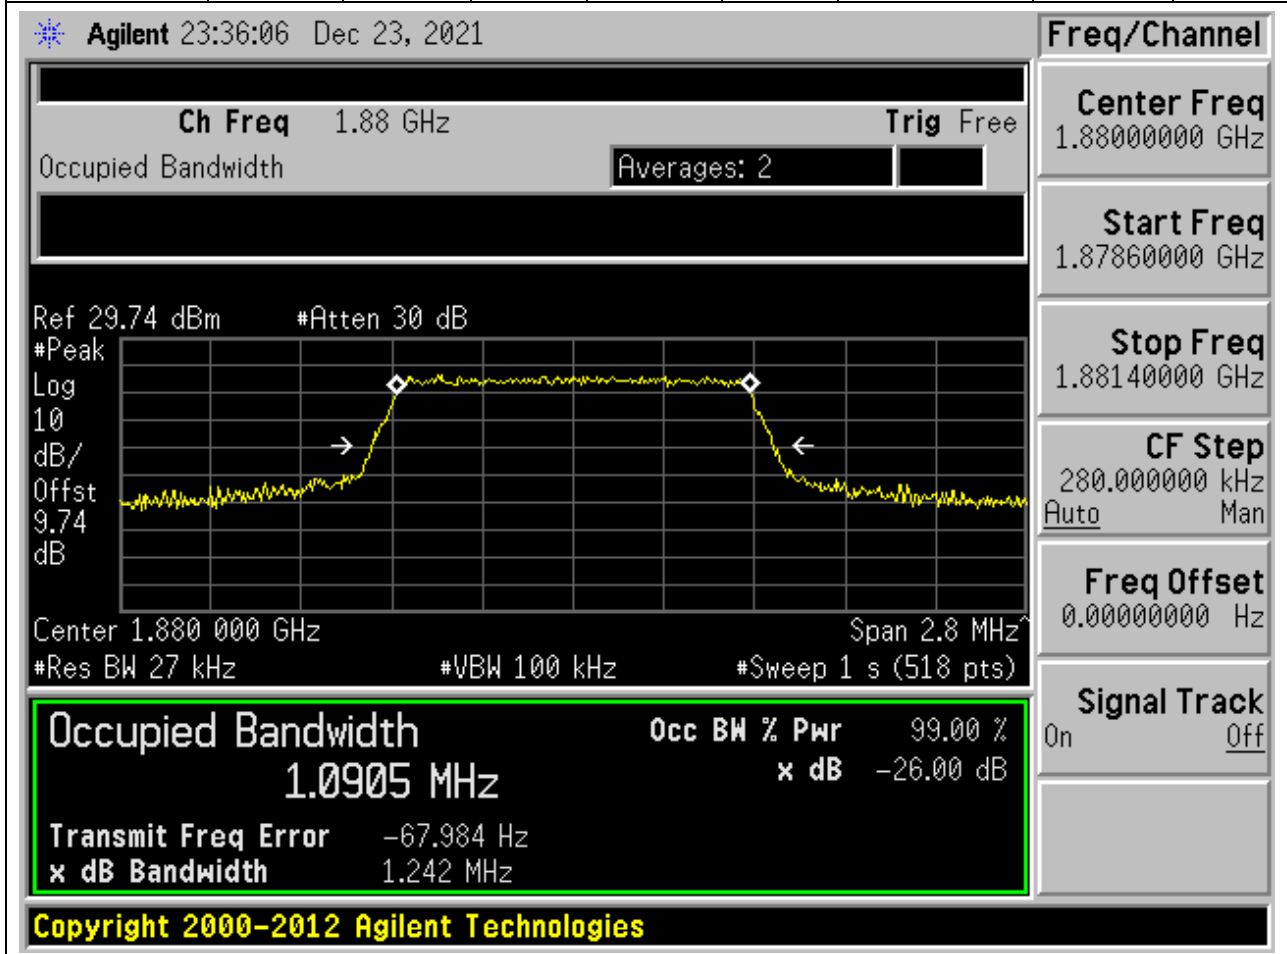 Agilent 23:36:06 Dec 23, 2021
Freq/Channel
Ch Freq 1.88 GHz Trig Free
Occupied Bandwidth Averages: 2
Center Freq
1.88000000 GHz
Start Freq
1.87860000 GHz
Stop Freq
1.88140000 GHz
CF Step
280.000000 kHz
Auto Man
Freq Offset
0.00000000 Hz
Signal Track
On Off
Ref 29.74 dBm #Atten 30 dB
#Peak
Log
10
dB/
Offst
9.74
dB
Center 1.880 000 GHz Span 2.8 MHz^
#Res BW 27 kHz #VBW 100 kHz #Sweep 1 s (518 pts)
Occupied Bandwidth Occ BW % Pwr 99.00 %
1.0905 MHz x dB -26.00 dB
Transmit Freq Error -67.984 Hz
x dB Bandwidth 1.242 MHz
Copyright 2000-2012 Agilent Technologies